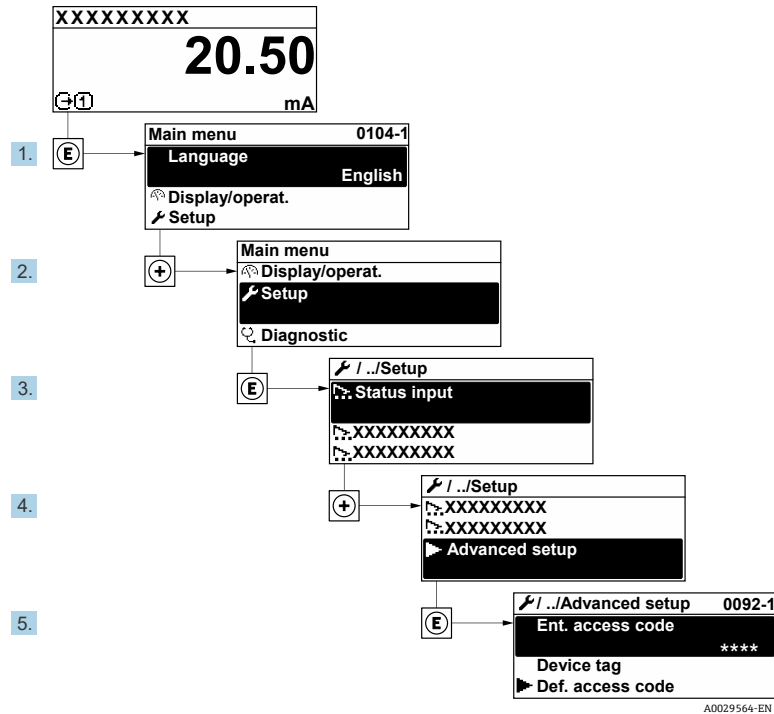 XXXXXXXXX
20.50
1
mA
1.
E
Main menu 0104-1
Language
English
Display/operat.
Setup
2.
+
Main menu
Display/operat.
Setup
Diagnostic
3.
E
/ ../Setup
Status input
XXXXXXXXX
XXXXXXXXX
4.
+
/ ../Setup
XXXXXXXXX
XXXXXXXXX
Advanced setup
5.
E
/ ../Advanced setup 0092-1
Ent. access code
****
Device tag
Def. access code
A0029564-EN